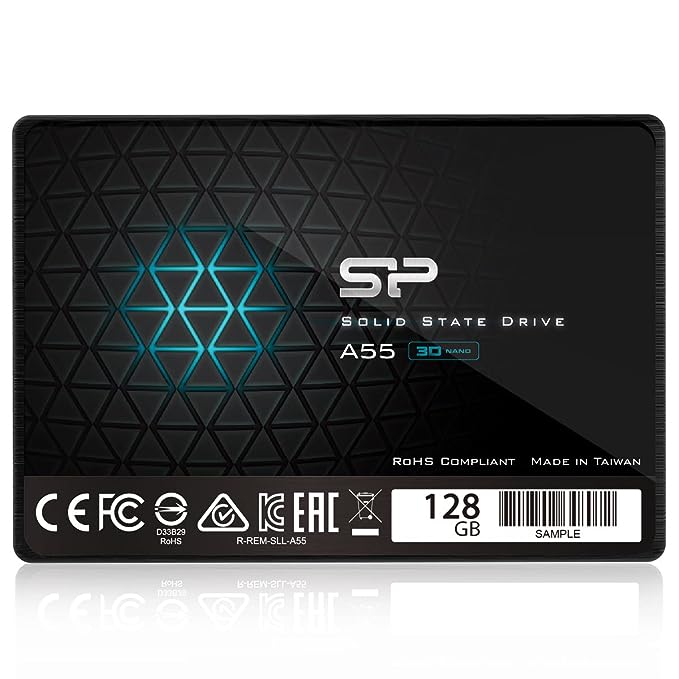 SP
SOLID STATE DRIVE
A55 3D NAND
RoHS COMPLIANT MADE IN TAIWAN
CE FC D33B29 RoHS R-REM-SLL-A55 EAC 128 GB SAMPLE